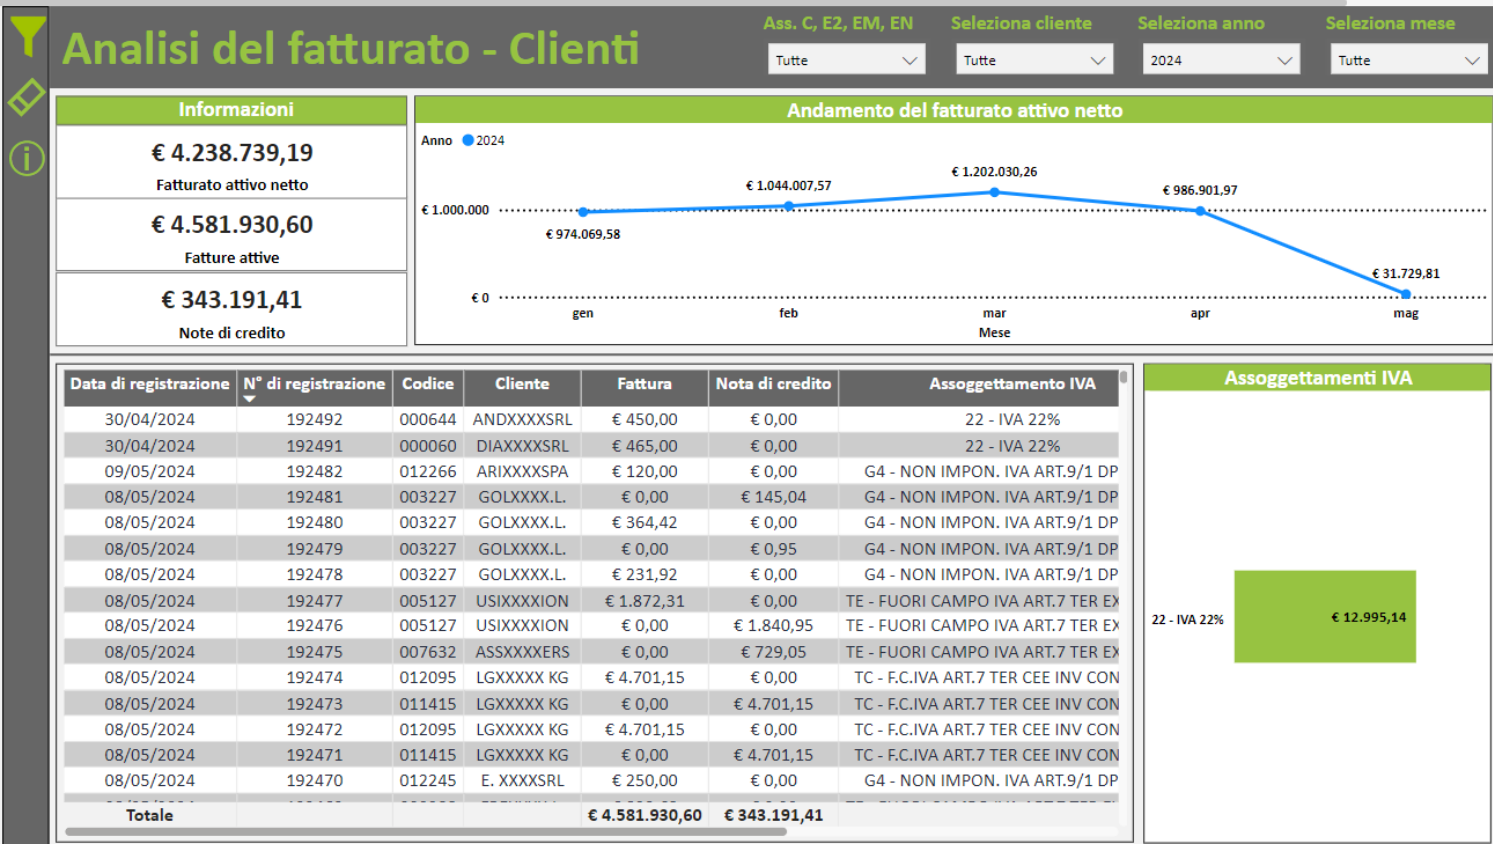 Analisi del fatturato - Clienti
Ass. C, E2, EM, EN
Tutte
Seleziona cliente
Tutte
Seleziona anno
2024
Seleziona mese
Tutte
Informazioni
€ 4.238.739,19
Fatturato attivo netto
€ 4.581.930,60
Fatture attive
€ 343.191,41
Note di credito
Andamento del fatturato attivo netto
Anno 2024
€ 1.202.030,26
€ 1.044.007,57
€ 986.901,97
€ 1.000.000
€ 974.069,58
€ 31.729,81
€ 0
gen feb mar apr mag
Mese
Data di registrazione N° di registrazione Codice Cliente Fattura Nota di credito Assoggettamento IVA
30/04/2024 192492 000644 ANDXXXXSRL € 450,00 € 0,00 22 - IVA 22%
30/04/2024 192491 000060 DIAXXXXSRL € 465,00 € 0,00 22 - IVA 22%
09/05/2024 192482 012266 ARIXXXXSPA € 120,00 € 0,00 G4 - NON IMPON. IVA ART.9/1 DP
08/05/2024 192481 003227 GOLXXXX.L. € 0,00 € 145,04 G4 - NON IMPON. IVA ART.9/1 DP
08/05/2024 192480 003227 GOLXXXX.L. € 364,42 € 0,00 G4 - NON IMPON. IVA ART.9/1 DP
08/05/2024 192479 003227 GOLXXXX.L. € 0,00 € 0,95 G4 - NON IMPON. IVA ART.9/1 DP
08/05/2024 192478 003227 GOLXXXX.L. € 231,92 € 0,00 G4 - NON IMPON. IVA ART.9/1 DP
08/05/2024 192477 005127 USIXXXXION € 1.872,31 € 0,00 TE - FUORI CAMPO IVA ART.7 TER EX
08/05/2024 192476 005127 USIXXXXION € 0,00 € 1.840,95 TE - FUORI CAMPO IVA ART.7 TER EX
08/05/2024 192475 007632 ASSXXXXERS € 0,00 € 729,05 TE - FUORI CAMPO IVA ART.7 TER EX
08/05/2024 192474 012095 LGXXXXX KG € 4.701,15 € 0,00 TC - F.C.IVA ART.7 TER CEE INV CON
08/05/2024 192473 011415 LGXXXXX KG € 0,00 € 4.701,15 TC - F.C.IVA ART.7 TER CEE INV CON
08/05/2024 192472 012095 LGXXXXX KG € 4.701,15 € 0,00 TC - F.C.IVA ART.7 TER CEE INV CON
08/05/2024 192471 011415 LGXXXXX KG € 0,00 € 4.701,15 TC - F.C.IVA ART.7 TER CEE INV CON
08/05/2024 192470 012245 E. XXXXSRL € 250,00 € 0,00 G4 - NON IMPON. IVA ART.9/1 DP
Totale € 4.581.930,60 € 343.191,41
Assoggettamenti IVA
22 - IVA 22% € 12.995,14